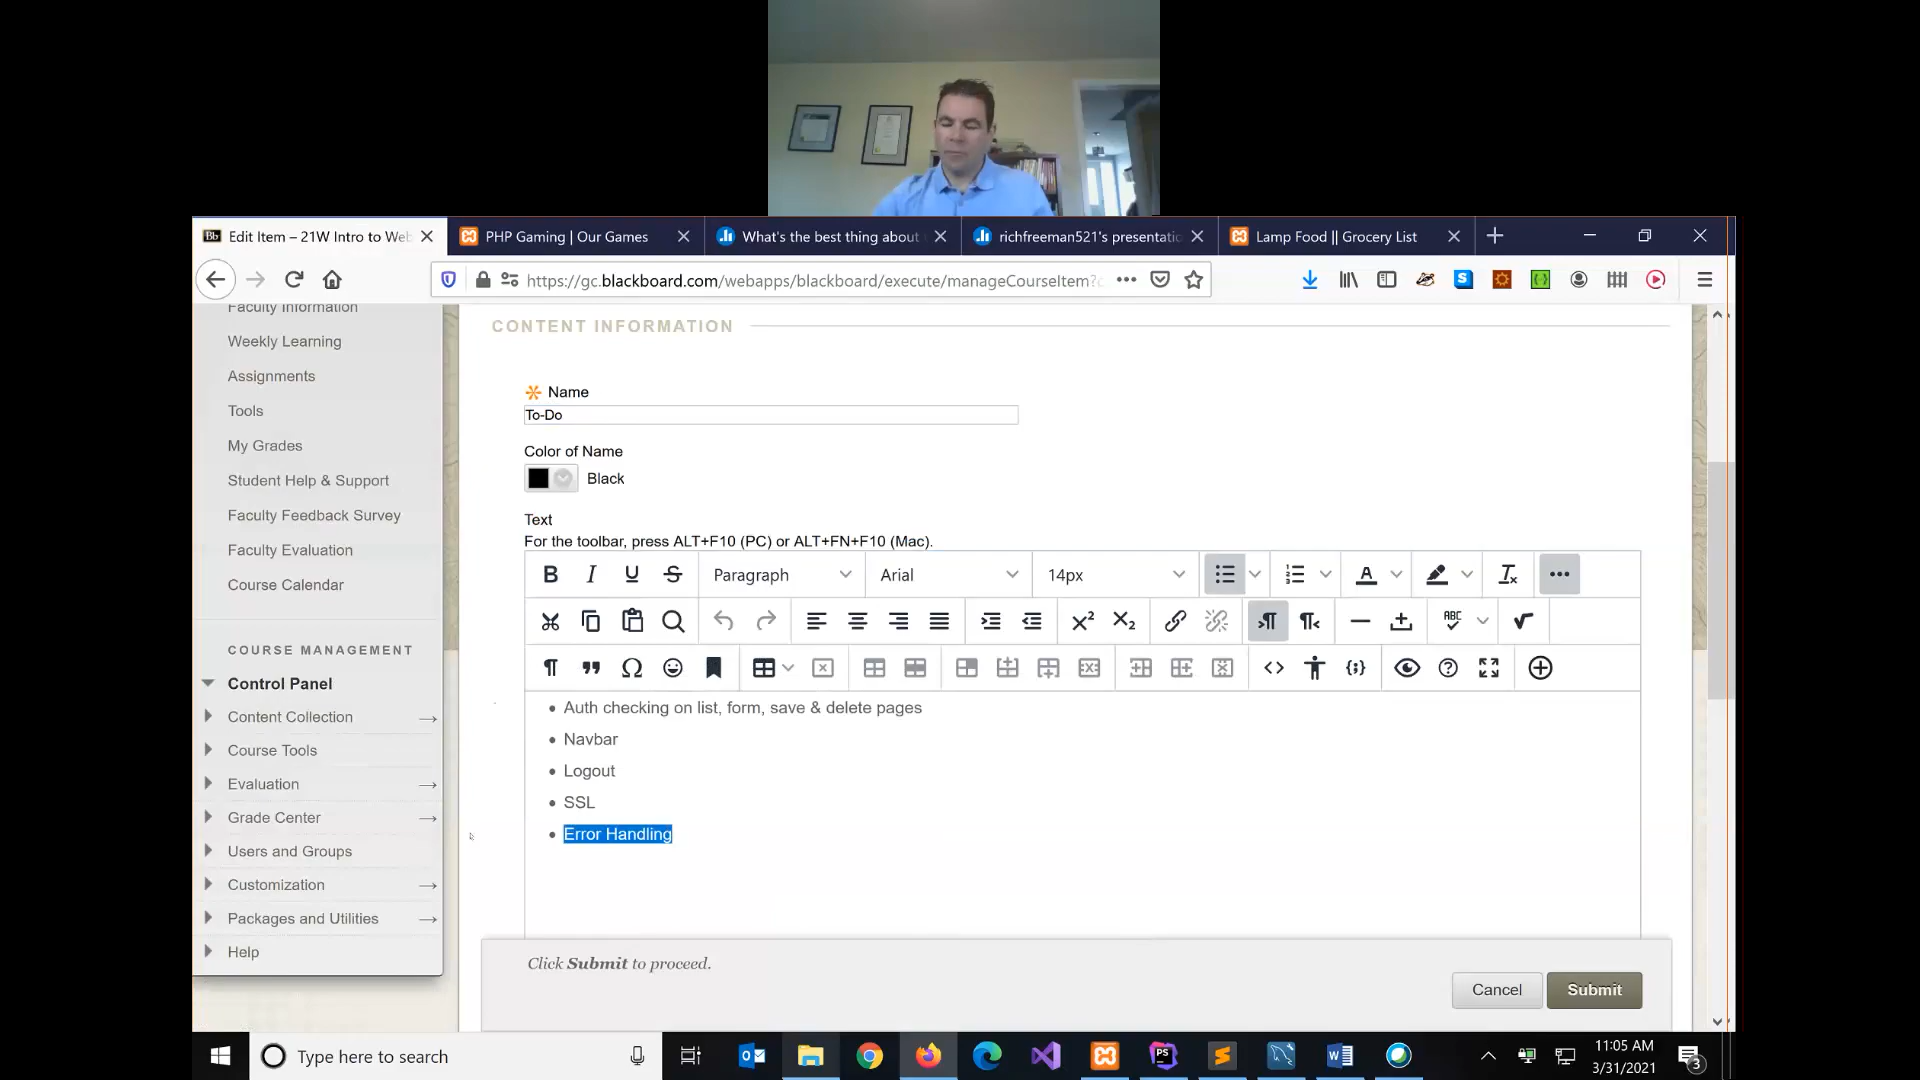 Edit Item – 21W Intro to Web
PHP Gaming | Our Games
What's the best thing about
richfreeman521's presentatio
Lamp Food || Grocery List
https://gc.blackboard.com/webapps/blackboard/execute/manageCourseItem?
Faculty Information
Weekly Learning
Assignments
Tools
My Grades
Student Help & Support
Faculty Feedback Survey
Faculty Evaluation
Course Calendar
COURSE MANAGEMENT
Control Panel
Content Collection
Course Tools
Evaluation
Grade Center
Users and Groups
Customization
Packages and Utilities
Help
CONTENT INFORMATION
Name
To-Do
Color of Name
Black
Text
For the toolbar, press ALT+F10 (PC) or ALT+FN+F10 (Mac).
Paragraph
Arial
14px
Auth checking on list, form, save & delete pages
Navbar
Logout
SSL
Error Handling
Click Submit to proceed.
Cancel
Submit
Type here to search
11:05 AM
3/31/2021
3